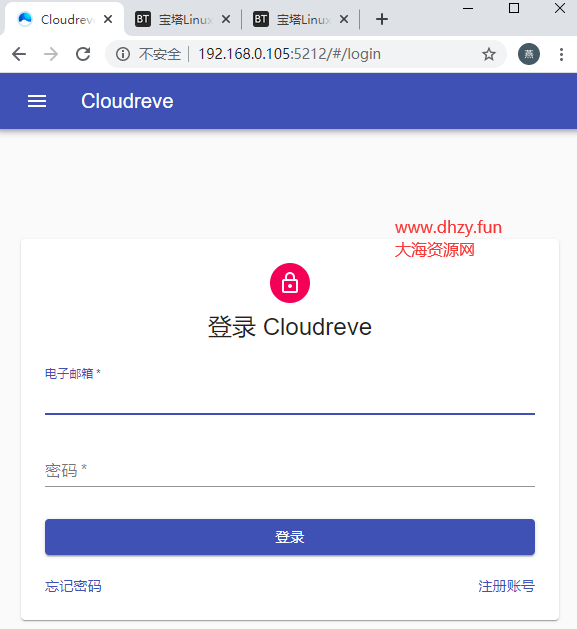 Cloudreve
宝塔Linux
宝塔Linux
不安全 192.168.0.105:5212/#/login
燕
Cloudreve
www.dhzy.fun
大海资源网
登录 Cloudreve
电子邮箱 *
密码 *
登录
忘记密码 注册账号